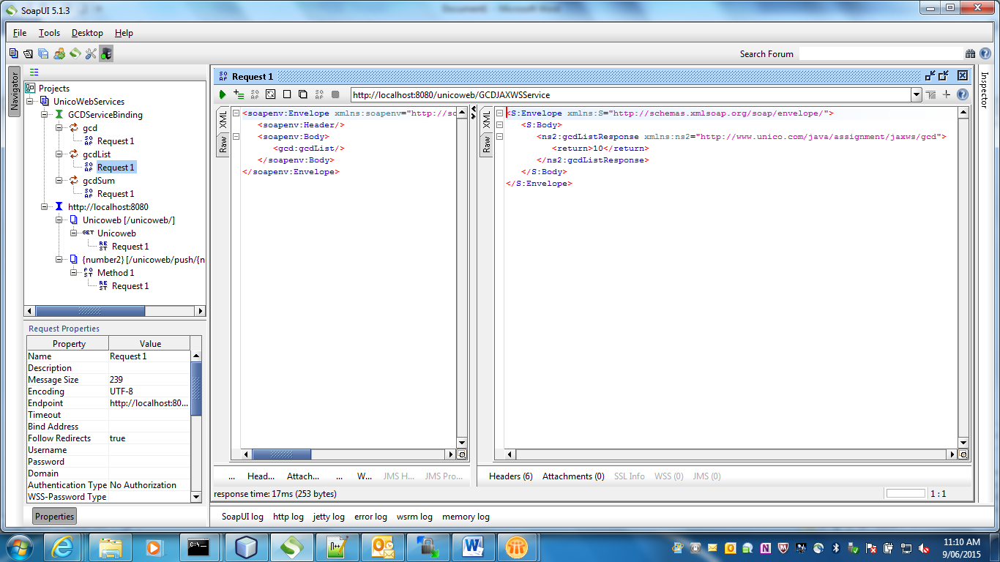 SoapUI 5.1.3
Document1 - Microsoft Word
File Tools Desktop Help
Search Forum
Navigator
Projects
UnicoWebServices
GCDServiceBinding
gcd
Request 1
gcdList
Request 1
gcdSum
Request 1
http://localhost:8080
Unicoweb [/unicoweb/]
GET Unicoweb
Request 1
{number2} [/unicoweb/push/{n
Method 1
Request 1
Request Properties
Property Value
Name Request 1
Description
Message Size 239
Encoding UTF-8
Endpoint http://localhost:80...
Timeout
Bind Address
Follow Redirects true
Username
Password
Domain
Authentication Type No Authorization
WSS-Password Type
Properties
Request 1
http://localhost:8080/unicoweb/GCDJAXWSService
XML
Raw
<soapenv:Envelope xmlns:soapenv="http://sc
<soapenv:Header/>
<soapenv:Body>
<gcd:gcdList/>
</soapenv:Body>
</soapenv:Envelope>
... Head... Attach... ... W... JMS H... JMS Pro...
XML
Raw
<S:Envelope xmlns:S="http://schemas.xmlsoap.org/soap/envelope/">
<S:Body>
<ns2:gcdListResponse xmlns:ns2="http://www.unico.com/java/assignment/jaxws/gcd">
<return>10</return>
</ns2:gcdListResponse>
</S:Body>
</S:Envelope>
Headers (6) Attachments (0) SSL Info WSS (0) JMS (0)
response time: 17ms (253 bytes)
1 : 1
Inspector
SoapUI log http log jetty log error log wsrm log memory log
11:10 AM
9/06/2015